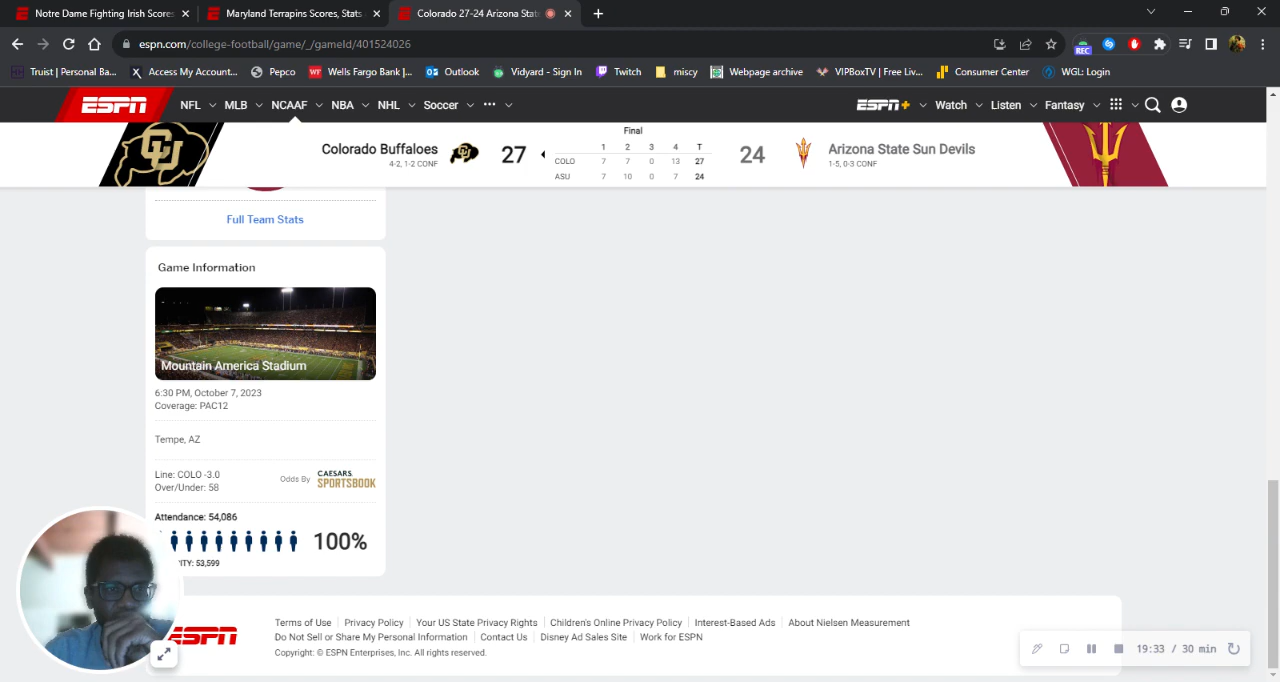 Notre Dame Fighting Irish Scores
Maryland Terrapins Scores, Stats
Colorado 27-24 Arizona State
espn.com/college-football/game/_/gameId/401524026
REC
Truist | Personal Ba...
Access My Account...
Pepco
WF Wells Fargo Bank |...
Outlook
Vidyard - Sign In
Twitch
miscy
Webpage archive
VIPBoxTV | Free Liv...
Consumer Center
WGL: Login
ESPN
NFL
MLB
NCAAF
NBA
NHL
Soccer
ESPN+
Watch
Listen
Fantasy
Final
Colorado Buffaloes
4-2, 1-2 CONF
CU
27
1 2 3 4 T
COLO 7 7 0 13 27
ASU 7 10 0 7 24
24
Arizona State Sun Devils
1-5, 0-3 CONF
Full Team Stats
Game Information
Mountain America Stadium
6:30 PM, October 7, 2023
Coverage: PAC12
Tempe, AZ
Line: COLO -3.0
Over/Under: 58
Odds By
CAESARS
SPORTSBOOK
Attendance: 54,086
100%
ITY: 53,599
ESPN
Terms of Use
Privacy Policy
Your US State Privacy Rights
Children's Online Privacy Policy
Interest-Based Ads
About Nielsen Measurement
Do Not Sell or Share My Personal Information
Contact Us
Disney Ad Sales Site
Work for ESPN
Copyright: © ESPN Enterprises, Inc. All rights reserved.
19:33 / 30 min